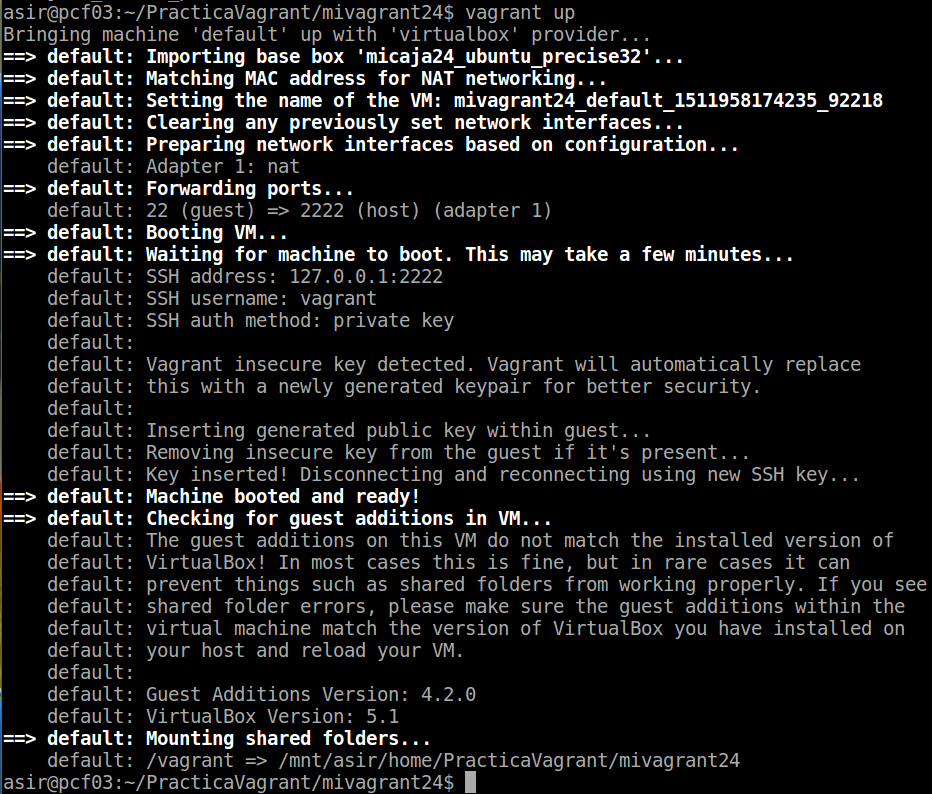 asir@pcf03:~/PracticaVagrant/mivagrant24$ vagrant up
Bringing machine 'default' up with 'virtualbox' provider...
==> default: Importing base box 'micaja24_ubuntu_precise32'...
==> default: Matching MAC address for NAT networking...
==> default: Setting the name of the VM: mivagrant24_default_1511958174235_92218
==> default: Clearing any previously set network interfaces...
==> default: Preparing network interfaces based on configuration...
    default: Adapter 1: nat
==> default: Forwarding ports...
    default: 22 (guest) => 2222 (host) (adapter 1)
==> default: Booting VM...
==> default: Waiting for machine to boot. This may take a few minutes...
    default: SSH address: 127.0.0.1:2222
    default: SSH username: vagrant
    default: SSH auth method: private key
    default:
    default: Vagrant insecure key detected. Vagrant will automatically replace
    default: this with a newly generated keypair for better security.
    default:
    default: Inserting generated public key within guest...
    default: Removing insecure key from the guest if it's present...
    default: Key inserted! Disconnecting and reconnecting using new SSH key...
==> default: Machine booted and ready!
==> default: Checking for guest additions in VM...
    default: The guest additions on this VM do not match the installed version of
    default: VirtualBox! In most cases this is fine, but in rare cases it can
    default: prevent things such as shared folders from working properly. If you see
    default: shared folder errors, please make sure the guest additions within the
    default: virtual machine match the version of VirtualBox you have installed on
    default: your host and reload your VM.
    default:
    default: Guest Additions Version: 4.2.0
    default: VirtualBox Version: 5.1
==> default: Mounting shared folders...
    default: /vagrant => /mnt/asir/home/PracticaVagrant/mivagrant24
asir@pcf03:~/PracticaVagrant/mivagrant24$